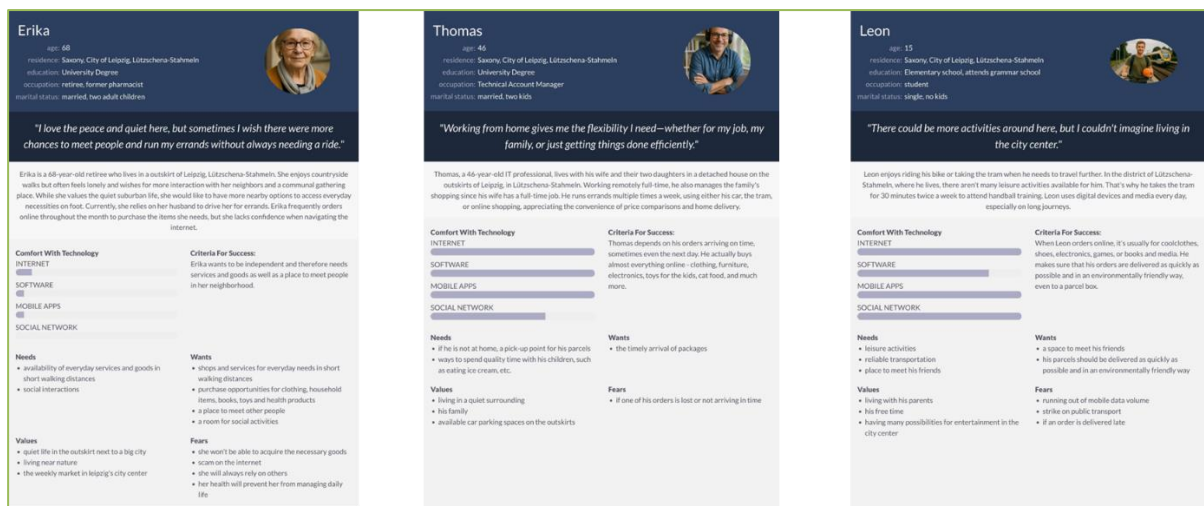 Erika
age: 68
residence: Saxony, City of Leipzig, Lützschena-Stahmeln
education: University Degree
occupation: retiree, former pharmacist
marital status: married, two adult children
"I love the peace and quiet here, but sometimes I wish there were more
chances to meet people and run my errands without always needing a ride."
Erika is a 68-year-old retiree who lives in a outskirt of Leipzig, Lützschena-Stahmeln. She enjoys countryside
walks but often feels lonely and wishes for more interaction with her neighbors and a communal gathering
place. While she values the quiet suburban life, she would like to have more nearby options to access everyday
necessities on foot. Currently, she relies on her husband to drive her for errands. Erika frequently orders
online throughout the month to purchase the items she needs, but she lacks confidence when navigating the
internet.
Comfort With Technology
INTERNET
SOFTWARE
MOBILE APPS
SOCIAL NETWORK
Criteria For Success:
Erika wants to be independent and therefore needs
services and goods as well as a place to meet people
in her neighborhood.
Needs
• availability of everyday services and goods in
short walking distances
• social interactions
Wants
• shops and services for everyday needs in short
walking distances
• purchase opportunities for clothing, household
items, books, toys and health products
• a place to meet other people
• a room for social activities
Values
• quiet life in the outskirt next to a big city
• living near nature
• the weekly market in leipzig's city center
Fears
• she won't be able to acquire the necessary goods
• scam on the internet
• she will always rely on others
• her health will prevent her from managing daily
life
Thomas
age: 46
residence: Saxony, City of Leipzig, Lützschena-Stahmeln
education: University Degree
occupation: Technical Account Manager
marital status: married, two kids
"Working from home gives me the flexibility I need—whether for my job, my
family, or just getting things done efficiently."
Thomas, a 46-year-old IT professional, lives with his wife and their two daughters in a detached house on the
outskirts of Leipzig, in Lützschena-Stahmeln. Working remotely full-time, he also manages the family's
shopping since his wife has a full-time job. He runs errands multiple times a week, using either his car, the tram,
or online shopping, appreciating the convenience of price comparisons and home delivery.
Comfort With Technology
INTERNET
SOFTWARE
MOBILE APPS
SOCIAL NETWORK
Criteria For Success:
Thomas depends on his orders arriving on time,
sometimes even the next day. He actually buys
almost everything online - clothing, furniture,
electronics, toys for the kids, cat food, and much
more.
Needs
• if he is not at home, a pick-up point for his parcels
• ways to spend quality time with his children, such
as eating ice cream, etc.
Wants
• the timely arrival of packages
Values
• living in a quiet surrounding
• his family
• available car parking spaces on the outskirts
Fears
• if one of his orders is lost or not arriving in time
Leon
age: 15
residence: Saxony, City of Leipzig, Lützschena-Stahmeln
education: Elementary school, attends grammar school
occupation: student
marital status: single, no kids
"There could be more activities around here, but I couldn't imagine living in
the city center."
Leon enjoys riding his bike or taking the tram when he needs to travel further. In the district of Lützschena-
Stahmeln, where he lives, there aren't many leisure activities available for him. That's why he takes the tram
for 30 minutes twice a week to attend handball training. Leon uses digital devices and media every day,
especially on long journeys.
Comfort With Technology
INTERNET
SOFTWARE
MOBILE APPS
SOCIAL NETWORK
Criteria For Success:
When Leon orders online, it's usually for coolclothes,
shoes, electronics, games, or books and media. He
makes sure that his orders are delivered as quickly as
possible and in an environmentally friendly way,
even to a parcel box.
Needs
• leisure activities
• reliable transportation
• place to meet his friends
Wants
• a space to meet his friends
• his parcels should be delivered as quickly as
possible and in an environmentally friendly way
Values
• living with his parents
• his free time
• having many possibilities for entertainment in the
city center
Fears
• running out of mobile data volume
• strike on public transport
• if an order is delivered late